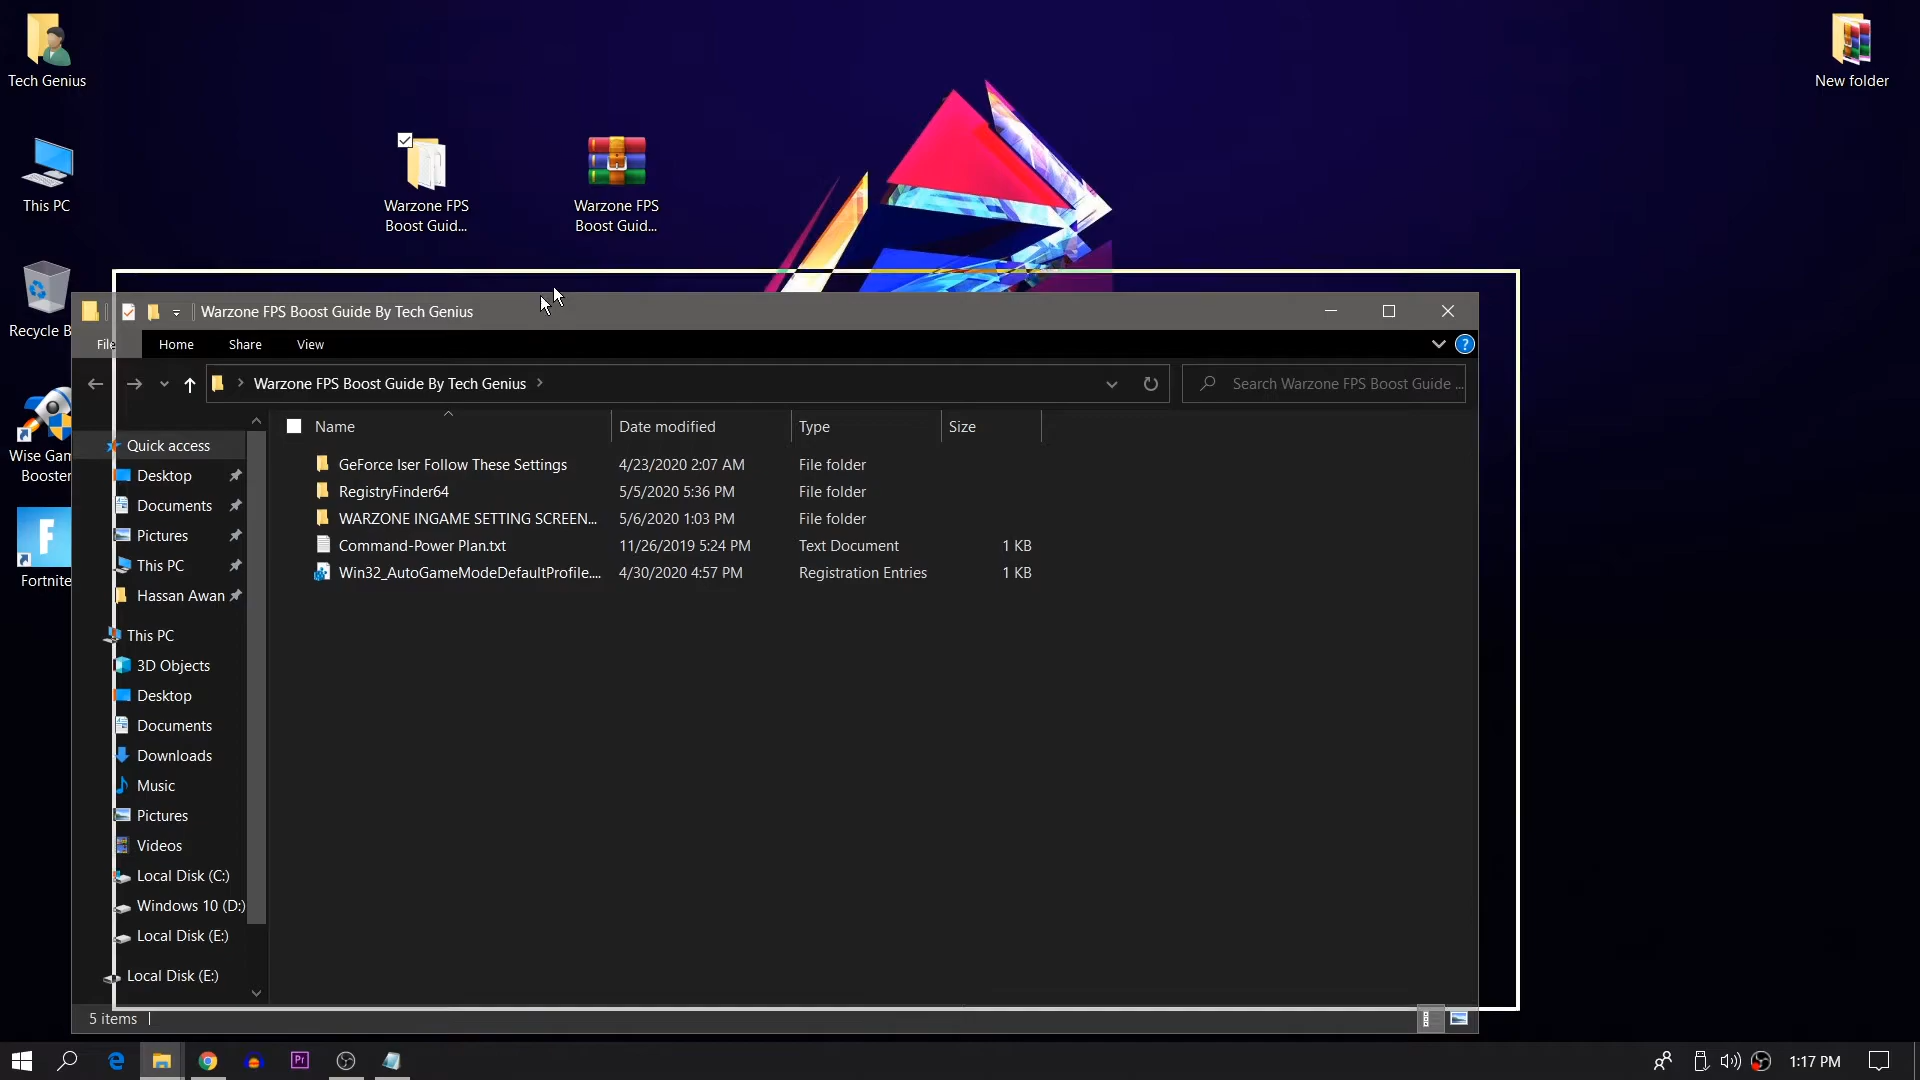 Tech Genius
New folder
This PC
Warzone FPS
Boost Guid...
Warzone FPS
Boost Guid...
Recycle B
Wise Gam
Booster
Fortnite
Warzone FPS Boost Guide By Tech Genius
File
Home
Share
View
?
Warzone FPS Boost Guide By Tech Genius
Search Warzone FPS Boost Guide ...
Name
Date modified
Type
Size
GeForce Iser Follow These Settings
4/23/2020 2:07 AM
File folder
RegistryFinder64
5/5/2020 5:36 PM
File folder
WARZONE INGAME SETTING SCREEN...
5/6/2020 1:03 PM
File folder
Command-Power Plan.txt
11/26/2019 5:24 PM
Text Document
1 KB
Win32_AutoGameModeDefaultProfile....
4/30/2020 4:57 PM
Registration Entries
1 KB
Quick access
Desktop
Documents
Pictures
This PC
Hassan Awan
This PC
3D Objects
Desktop
Documents
Downloads
Music
Pictures
Videos
Local Disk (C:)
Windows 10 (D:)
Local Disk (E:)
Local Disk (E:)
5 items
Pr
1:17 PM